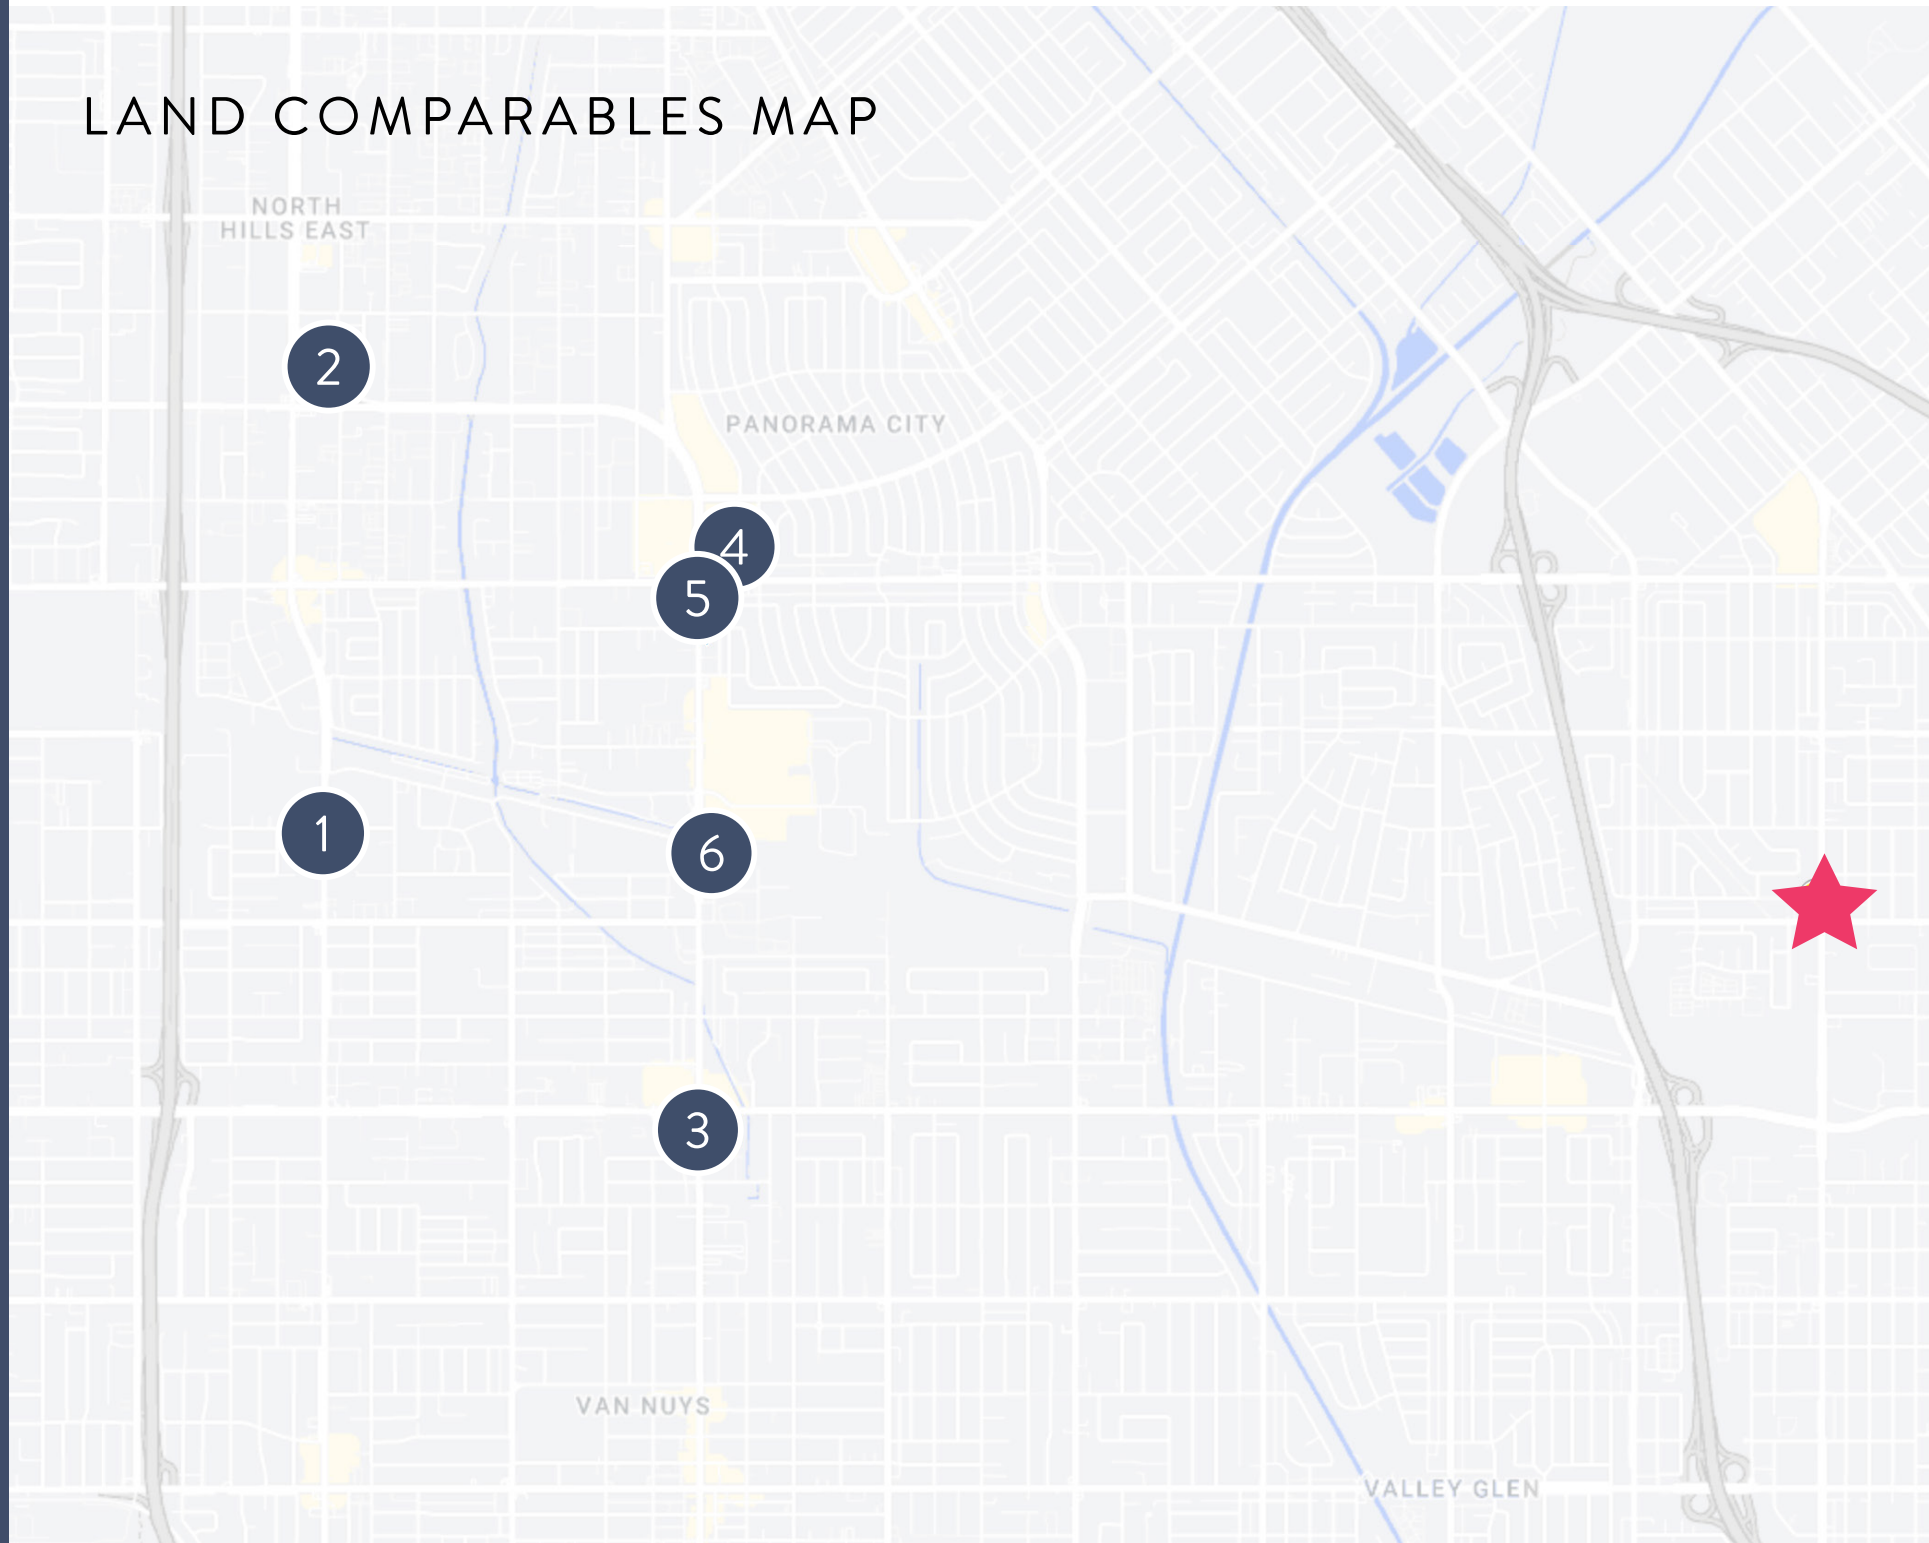 LAND COMPARABLES MAP
NORTH
HILLS EAST
2
PANORAMA CITY
4
5
1
6
3
VAN NUYS
VALLEY GLEN